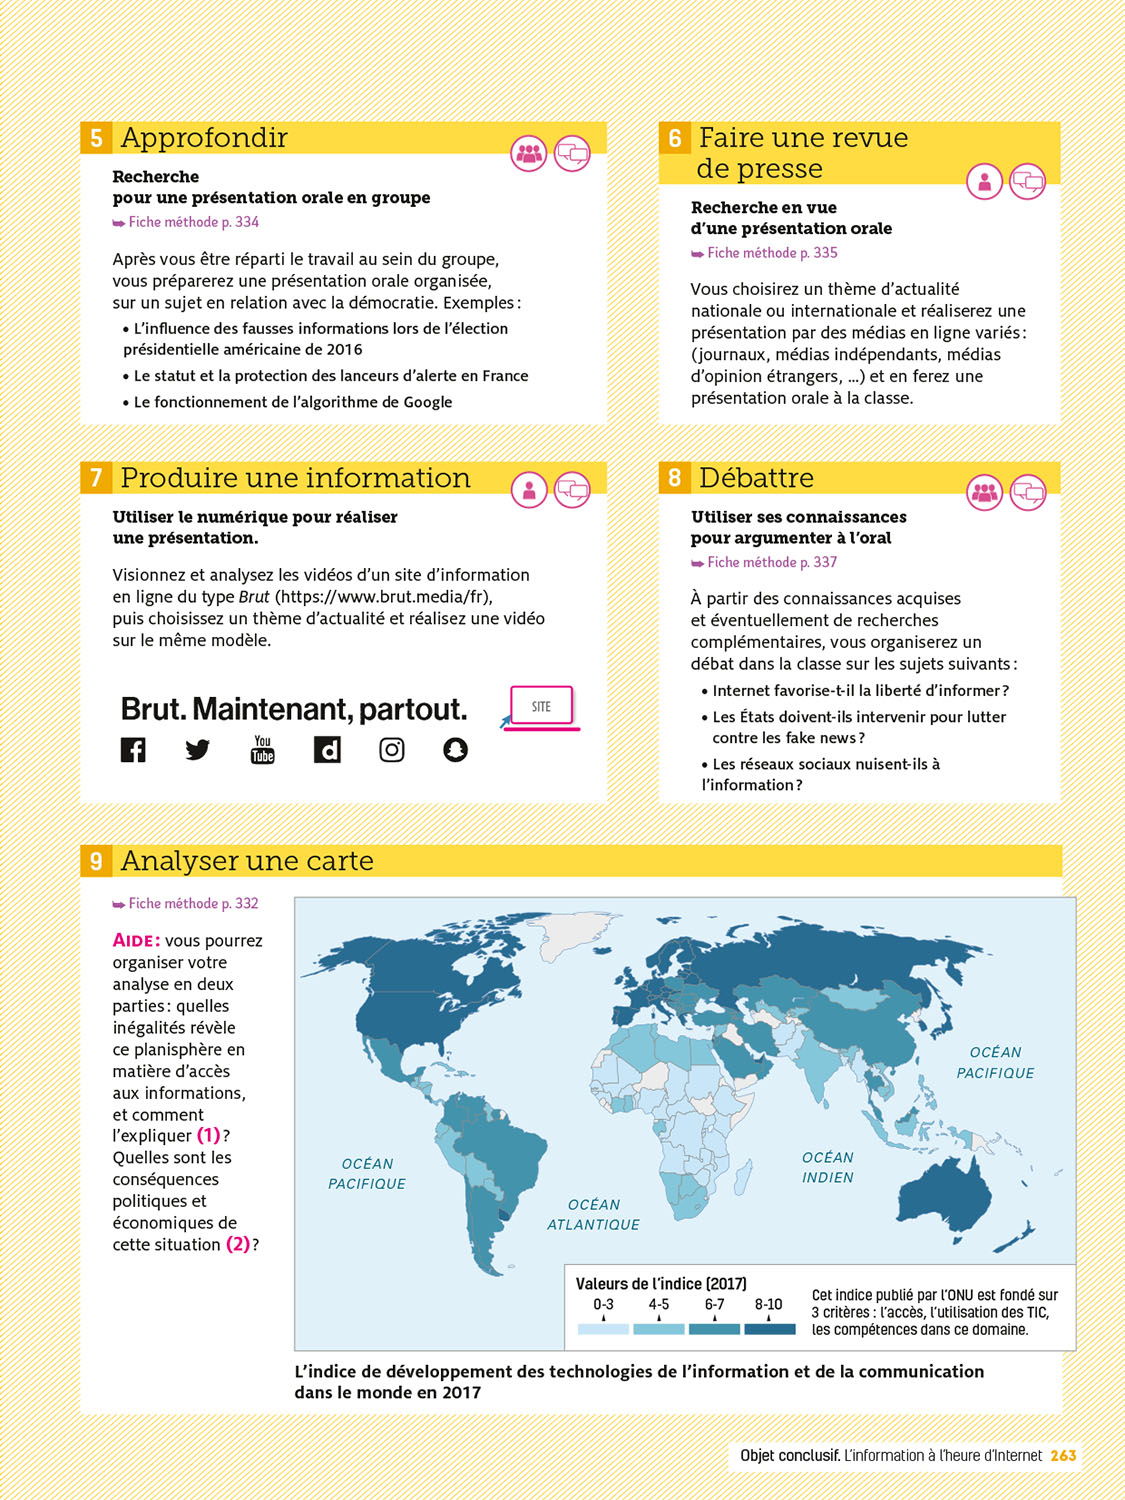 5 Approfondir
Recherche
pour une présentation orale en groupe
➥ Fiche méthode p. 334
Après vous être réparti le travail au sein du groupe,
vous préparerez une présentation orale organisée,
sur un sujet en relation avec la démocratie. Exemples :
• L’influence des fausses informations lors de l’élection
présidentielle américaine de 2016
• Le statut et la protection des lanceurs d’alerte en France
• Le fonctionnement de l’algorithme de Google
6 Faire une revue
de presse
Recherche en vue
d’une présentation orale
➥ Fiche méthode p. 335
Vous choisirez un thème d’actualité
nationale ou internationale et réaliserez une
présentation par des médias en ligne variés :
(journaux, médias indépendants, médias
d’opinion étrangers, ...) et en ferez une
présentation orale à la classe.
7 Produire une information
Utiliser le numérique pour réaliser
une présentation.
Visionnez et analysez les vidéos d’un site d’information
en ligne du type Brut (https://www.brut.media/fr),
puis choisissez un thème d’actualité et réalisez une vidéo
sur le même modèle.
Brut. Maintenant, partout.
SITE
You
Tube
8 Débattre
Utiliser ses connaissances
pour argumenter à l’oral
➥ Fiche méthode p. 337
À partir des connaissances acquises
et éventuellement de recherches
complémentaires, vous organiserez un
débat dans la classe sur les sujets suivants :
• Internet favorise-t-il la liberté d’informer ?
• Les États doivent-ils intervenir pour lutter
contre les fake news ?
• Les réseaux sociaux nuisent-ils à
l’information ?
9 Analyser une carte
➥ Fiche méthode p. 332
AIDE : vous pourrez
organiser votre
analyse en deux
parties : quelles
inégalités révèle
ce planisphère en
matière d’accès
aux informations,
et comment
l’expliquer (1) ?
Quelles sont les
conséquences
politiques et
économiques de
cette situation (2) ?
OCÉAN
PACIFIQUE
OCÉAN
PACIFIQUE
OCÉAN
INDIEN
OCÉAN
ATLANTIQUE
Valeurs de l’indice (2017)
0-3 4-5 6-7 8-10
Cet indice publié par l’ONU est fondé sur
3 critères : l’accès, l’utilisation des TIC,
les compétences dans ce domaine.
L’indice de développement des technologies de l’information et de la communication
dans le monde en 2017
Objet conclusif. L’information à l’heure d’Internet 263